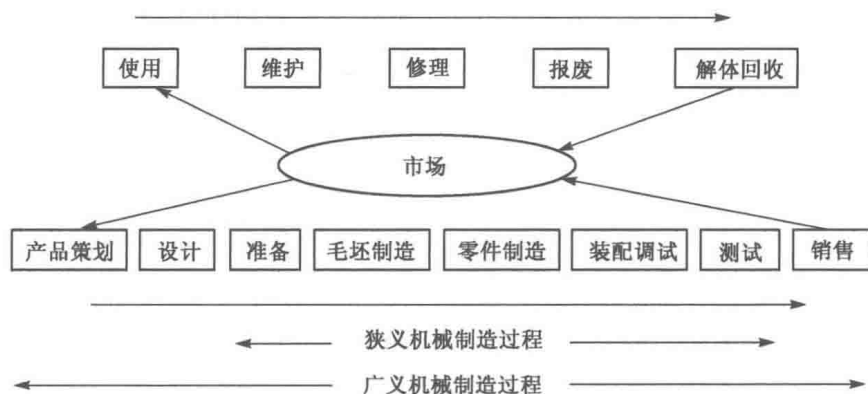 使用 维护 修理 报废 解体回收
市场
产品策划 设计 准备 毛坯制造 零件制造 装配调试 测试 销售
狭义机械制造过程
广义机械制造过程